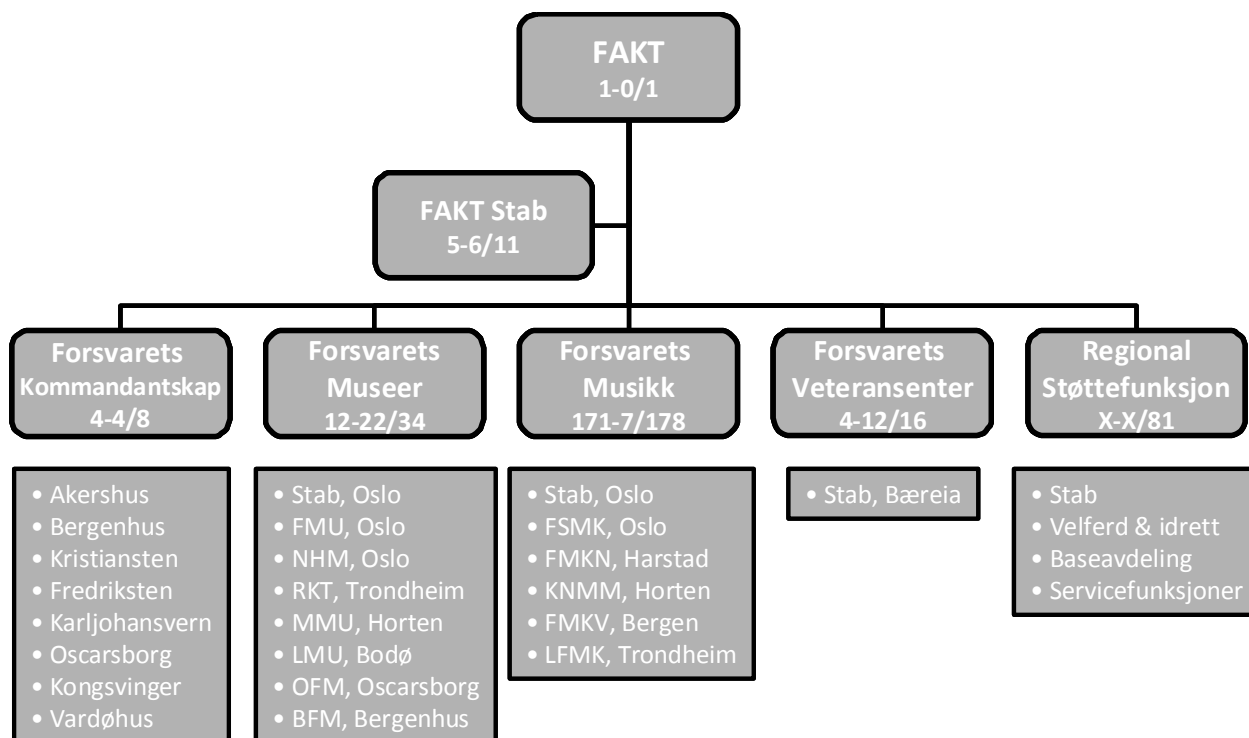 FAKT
1-0/1
FAKT Stab
5-6/11
Forsvarets
Kommandantskap
4-4/8
Forsvarets
Museer
12-22/34
Forsvarets
Musikk
171-7/178
Forsvarets
Veteransenter
4-12/16
Regional
Støttefunksjon
X-X/81
• Akershus
• Bergenhus
• Kristiansten
• Fredriksten
• Karljohansvern
• Oscarsborg
• Kongsvinger
• Vardøhus
• Stab, Oslo
• FMU, Oslo
• NHM, Oslo
• RKT, Trondheim
• MMU, Horten
• LMU, Bodø
• OFM, Oscarsborg
• BFM, Bergenhus
• Stab, Oslo
• FSMK, Oslo
• FMKN, Harstad
• KNMM, Horten
• FMKV, Bergen
• LFMK, Trondheim
• Stab, Bæreia
• Stab
• Velferd & idrett
• Baseavdeling
• Servicefunksjoner